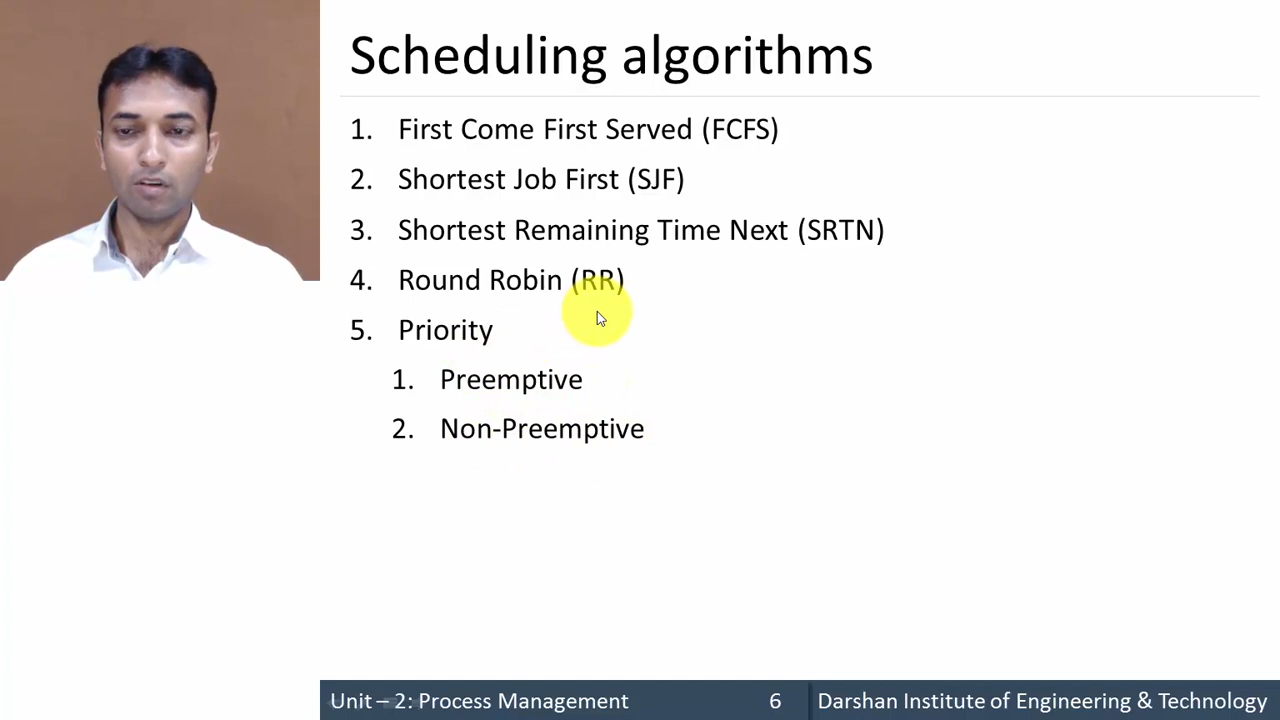 Scheduling algorithms
1. First Come First Served (FCFS)
2. Shortest Job First (SJF)
3. Shortest Remaining Time Next (SRTN)
4. Round Robin (RR)
5. Priority
1. Preemptive
2. Non-Preemptive
Unit – 2: Process Management 6 Darshan Institute of Engineering & Technology